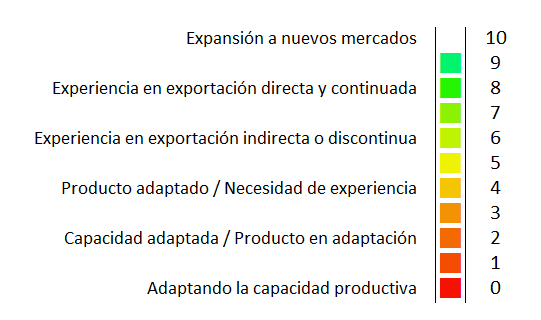 Expansión a nuevos mercados 10
9
Experiencia en exportación directa y continuada 8
7
Experiencia en exportación indirecta o discontinua 6
5
Producto adaptado / Necesidad de experiencia 4
3
Capacidad adaptada / Producto en adaptación 2
1
Adaptando la capacidad productiva 0